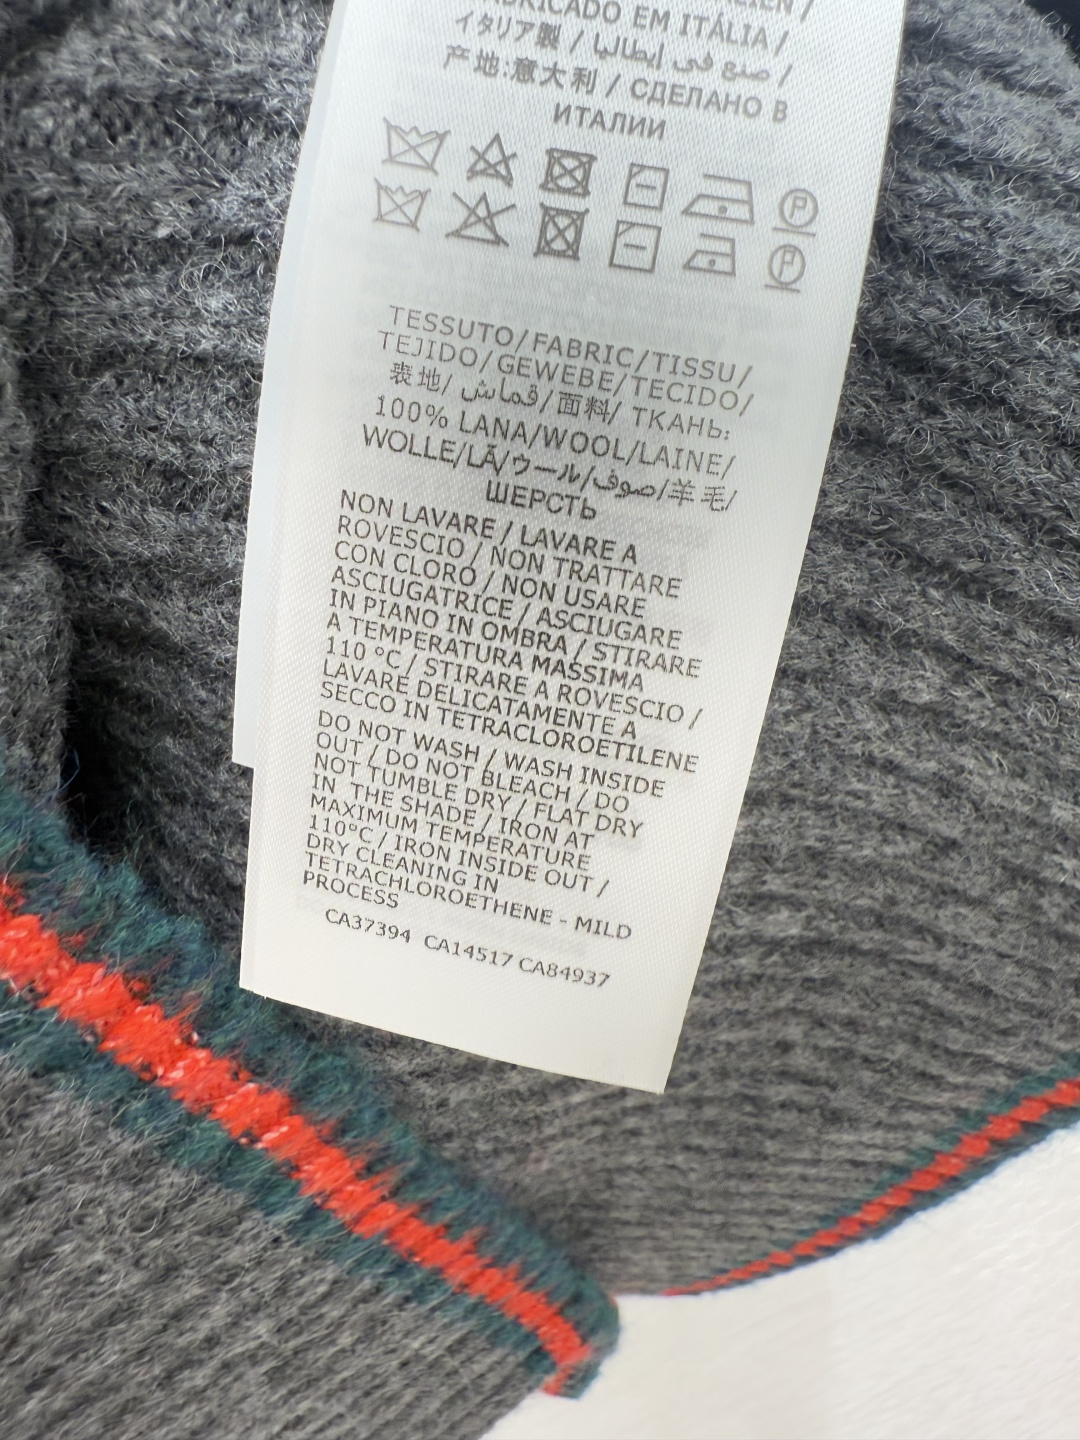 FABRICADO EM ITÁLIA /
イタリア製 / صنع في إيطاليا /
产地:意大利 / СДЕЛАНО В
ИТАЛИИ
P
P
TESSUTO/FABRIC/TISSU/
TEJIDO/GEWEBE/TECIDO/
表地/ قماش/面料/ ТКАНЬ:
100% LANA/WOOL/LAINE/
WOLLE/LÃ/ウール/صوف/羊毛/
ШЕРСТЬ
NON LAVARE / LAVARE A
ROVESCIO / NON TRATTARE
CON CLORO / NON USARE
ASCIUGATRICE / ASCIUGARE
IN PIANO IN OMBRA / STIRARE
A TEMPERATURA MASSIMA
110 °C / STIRARE A ROVESCIO /
LAVARE DELICATAMENTE A
SECCO IN TETRACLOROETILENE
DO NOT WASH / WASH INSIDE
OUT / DO NOT BLEACH / DO
NOT TUMBLE DRY / FLAT DRY
IN THE SHADE / IRON AT
MAXIMUM TEMPERATURE
110°C / IRON INSIDE OUT /
DRY CLEANING IN
TETRACHLOROETHENE - MILD
PROCESS
CA37394 CA14517 CA84937